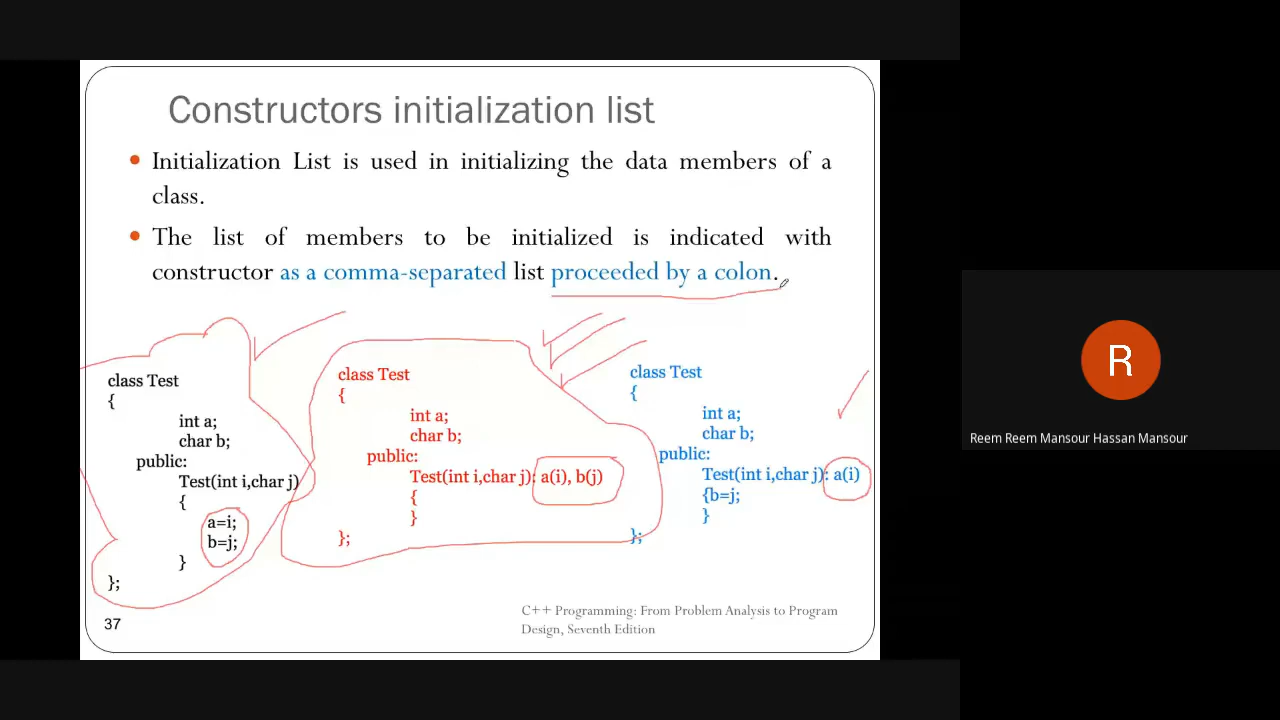 Constructors initialization list
• Initialization List is used in initializing the data members of a
class.
• The list of members to be initialized is indicated with
constructor as a comma-separated list proceeded by a colon.
class Test
{
int a;
char b;
public:
Test(int i,char j)
{
a=i;
b=j;
}
};
class Test
{
int a;
char b;
public:
Test(int i,char j): a(i), b(j)
{
}
};
class Test
{
int a;
char b;
public:
Test(int i,char j): a(i)
{b=j;
}
};
37
C++ Programming: From Problem Analysis to Program
Design, Seventh Edition
R
Reem Reem Mansour Hassan Mansour